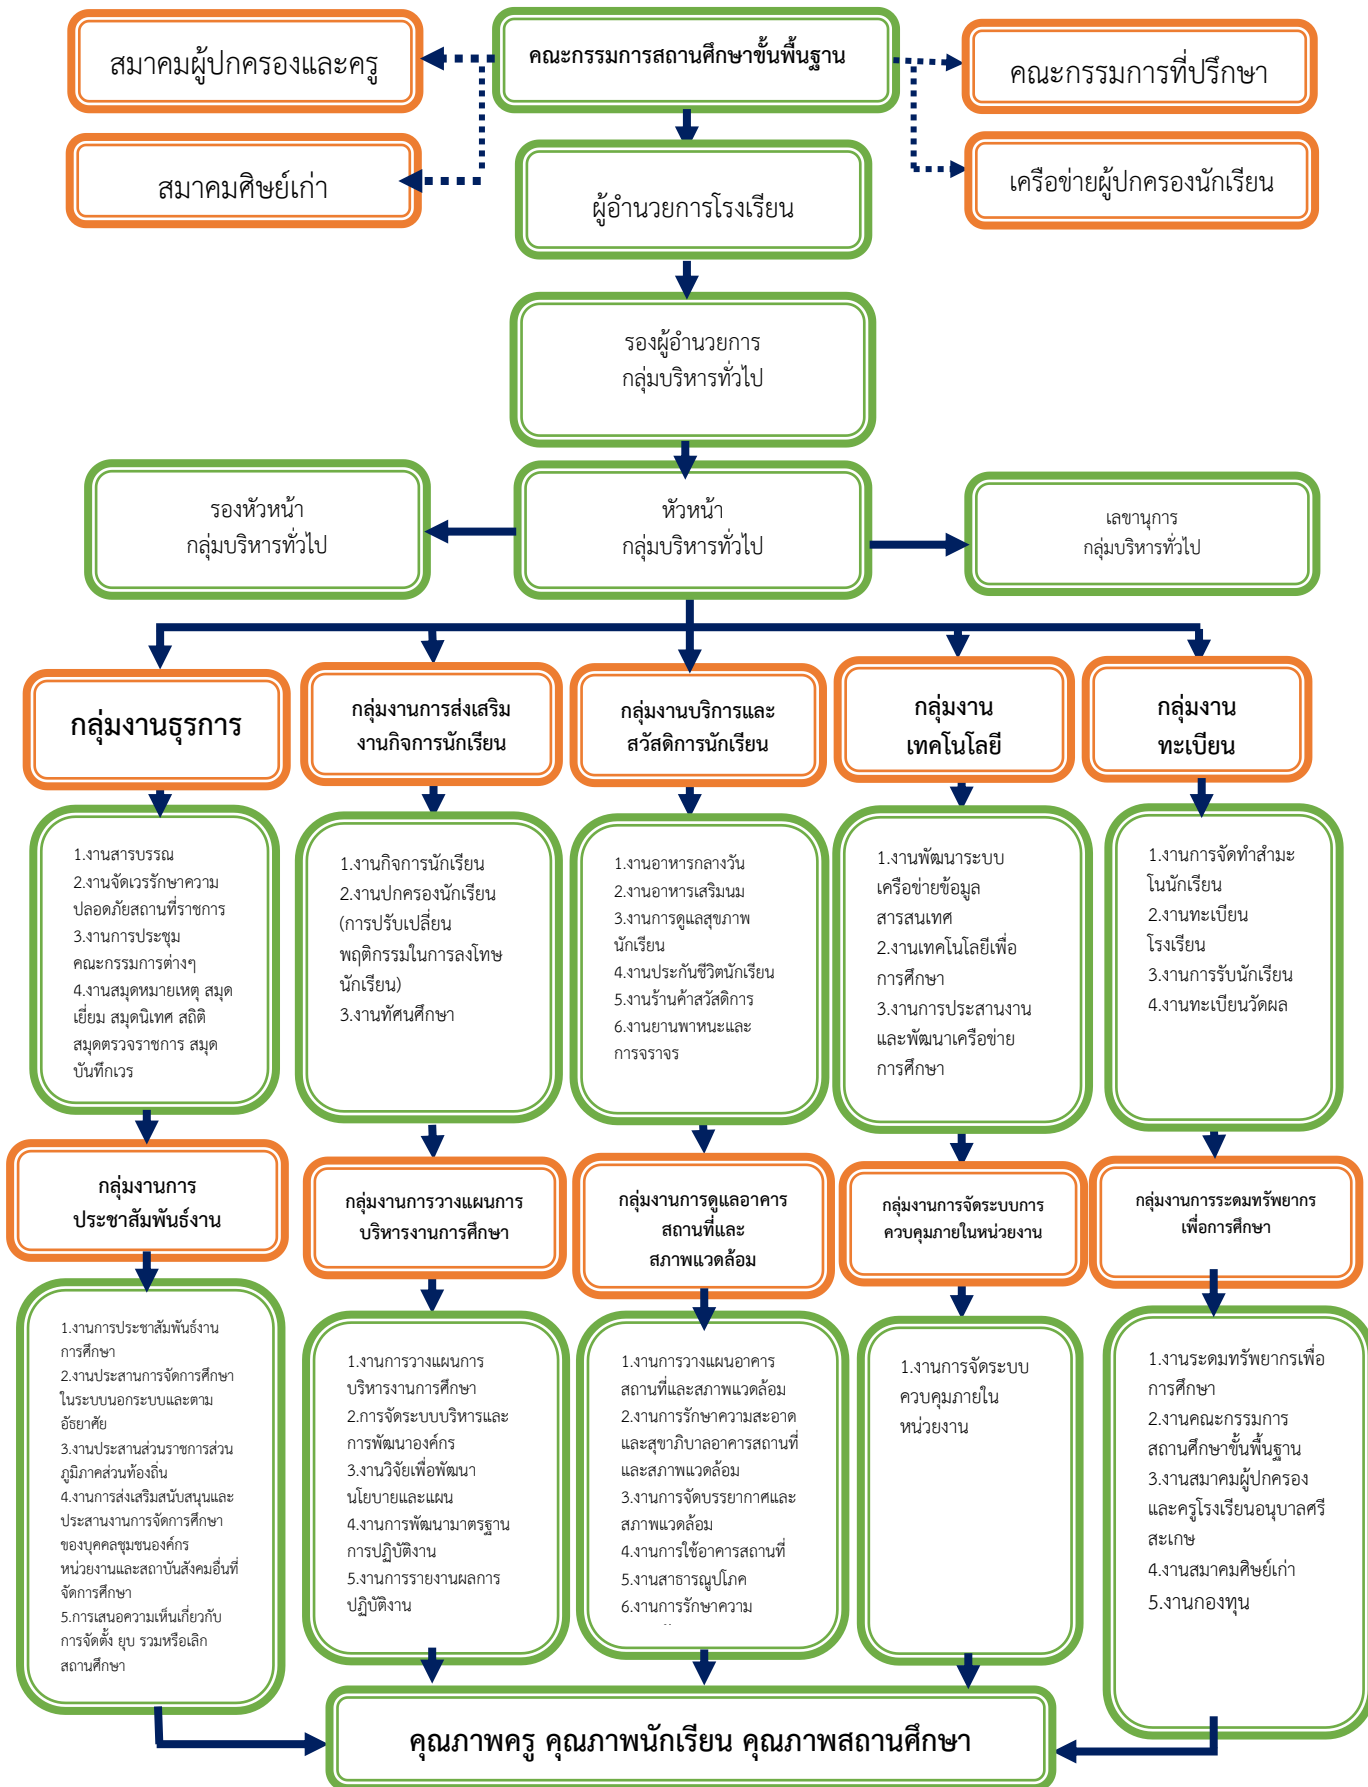 สมาคมผู้ปกครองและครู
คณะกรรมการสถานศึกษาขั้นพื้นฐาน
คณะกรรมการที่ปรึกษา
สมาคมศิษย์เก่า
ผู้อำนวยการโรงเรียน
เครือข่ายผู้ปกครองนักเรียน
รองผู้อำนวยการ
กลุ่มบริหารทั่วไป
รองหัวหน้า
กลุ่มบริหารทั่วไป
หัวหน้า
กลุ่มบริหารทั่วไป
เลขานุการ
กลุ่มบริหารทั่วไป
กลุ่มงานธุรการ
กลุ่มงานการส่งเสริม
งานกิจการนักเรียน
กลุ่มงานบริการและ
สวัสดิการนักเรียน
กลุ่มงาน
เทคโนโลยี
กลุ่มงาน
ทะเบียน
1.งานสารบรรณ
2.งานจัดเวรรักษาความ
ปลอดภัยสถานที่ราชการ
3.งานการประชุม
คณะกรรมการต่างๆ
4.งานสมุดหมายเหตุ สมุด
เยี่ยม สมุดนิเทศ สถิติ
สมุดตรวจราชการ สมุด
บันทึกเวร
1.งานกิจการนักเรียน
2.งานปกครองนักเรียน
(การปรับเปลี่ยน
พฤติกรรมในการลงโทษ
นักเรียน)
3.งานทัศนศึกษา
1.งานอาหารกลางวัน
2.งานอาหารเสริมนม
3.งานการดูแลสุขภาพ
นักเรียน
4.งานประกันชีวิตนักเรียน
5.งานร้านค้าสวัสดิการ
6.งานยานพาหนะและ
การจราจร
1.งานพัฒนาระบบ
เครือข่ายข้อมูล
สารสนเทศ
2.งานเทคโนโลยีเพื่อ
การศึกษา
3.งานการประสานงาน
และพัฒนาเครือข่าย
การศึกษา
1.งานการจัดทำสำมะ
โนนักเรียน
2.งานทะเบียน
โรงเรียน
3.งานการรับนักเรียน
4.งานทะเบียนวัดผล
กลุ่มงานการ
ประชาสัมพันธ์งาน
กลุ่มงานการวางแผนการ
บริหารงานการศึกษา
กลุ่มงานการดูแลอาคาร
สถานที่และ
สภาพแวดล้อม
กลุ่มงานการจัดระบบการ
ควบคุมภายในหน่วยงาน
กลุ่มงานการระดมทรัพยากร
เพื่อการศึกษา
1.งานการประชาสัมพันธ์งาน
การศึกษา
2.งานประสานการจัดการศึกษา
ในระบบนอกระบบและตาม
อัธยาศัย
3.งานประสานส่วนราชการส่วน
ภูมิภาคส่วนท้องถิ่น
4.งานการส่งเสริมสนับสนุนและ
ประสานงานการจัดการศึกษา
ของบุคคลชุมชนองค์กร
หน่วยงานและสถาบันสังคมอื่นที่
จัดการศึกษา
5.การเสนอความเห็นเกี่ยวกับ
การจัดตั้ง ยุบ รวมหรือเลิก
สถานศึกษา
1.งานการวางแผนการ
บริหารงานการศึกษา
2.การจัดระบบบริหารและ
การพัฒนาองค์กร
3.งานวิจัยเพื่อพัฒนา
นโยบายและแผน
4.งานการพัฒนามาตรฐาน
การปฏิบัติงาน
5.งานการรายงานผลการ
ปฏิบัติงาน
1.งานการวางแผนอาคาร
สถานที่และสภาพแวดล้อม
2.งานการรักษาความสะอาด
และสุขาภิบาลอาคารสถานที่
และสภาพแวดล้อม
3.งานการจัดบรรยากาศและ
สภาพแวดล้อม
4.งานการใช้อาคารสถานที่
5.งานสาธารณูปโภค
6.งานการรักษาความ
1.งานการจัดระบบ
ควบคุมภายใน
หน่วยงาน
1.งานระดมทรัพยากรเพื่อ
การศึกษา
2.งานคณะกรรมการ
สถานศึกษาขั้นพื้นฐาน
3.งานสมาคมผู้ปกครอง
และครูโรงเรียนอนุบาลศรี
สะเกษ
4.งานสมาคมศิษย์เก่า
5.งานกองทุน
คุณภาพครู คุณภาพนักเรียน คุณภาพสถานศึกษา